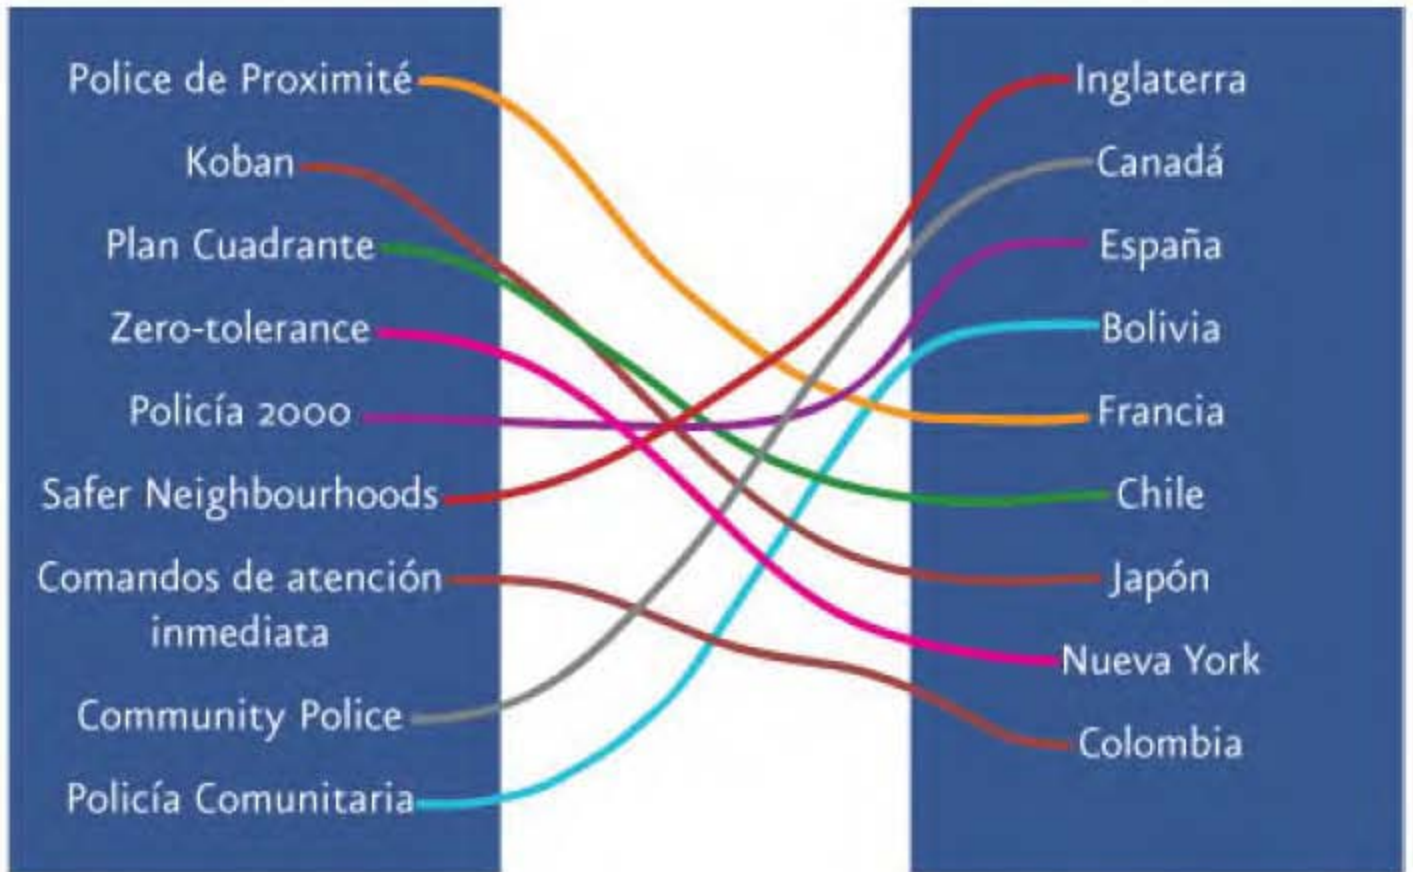 Police de Proximité
Koban
Plan Cuadrante
Zero-tolerance
Policía 2000
Safer Neighbourhoods
Comandos de atención
inmediata
Community Police
Policía Comunitaria
Inglaterra
Canadá
España
Bolivia
Francia
Chile
Japón
Nueva York
Colombia